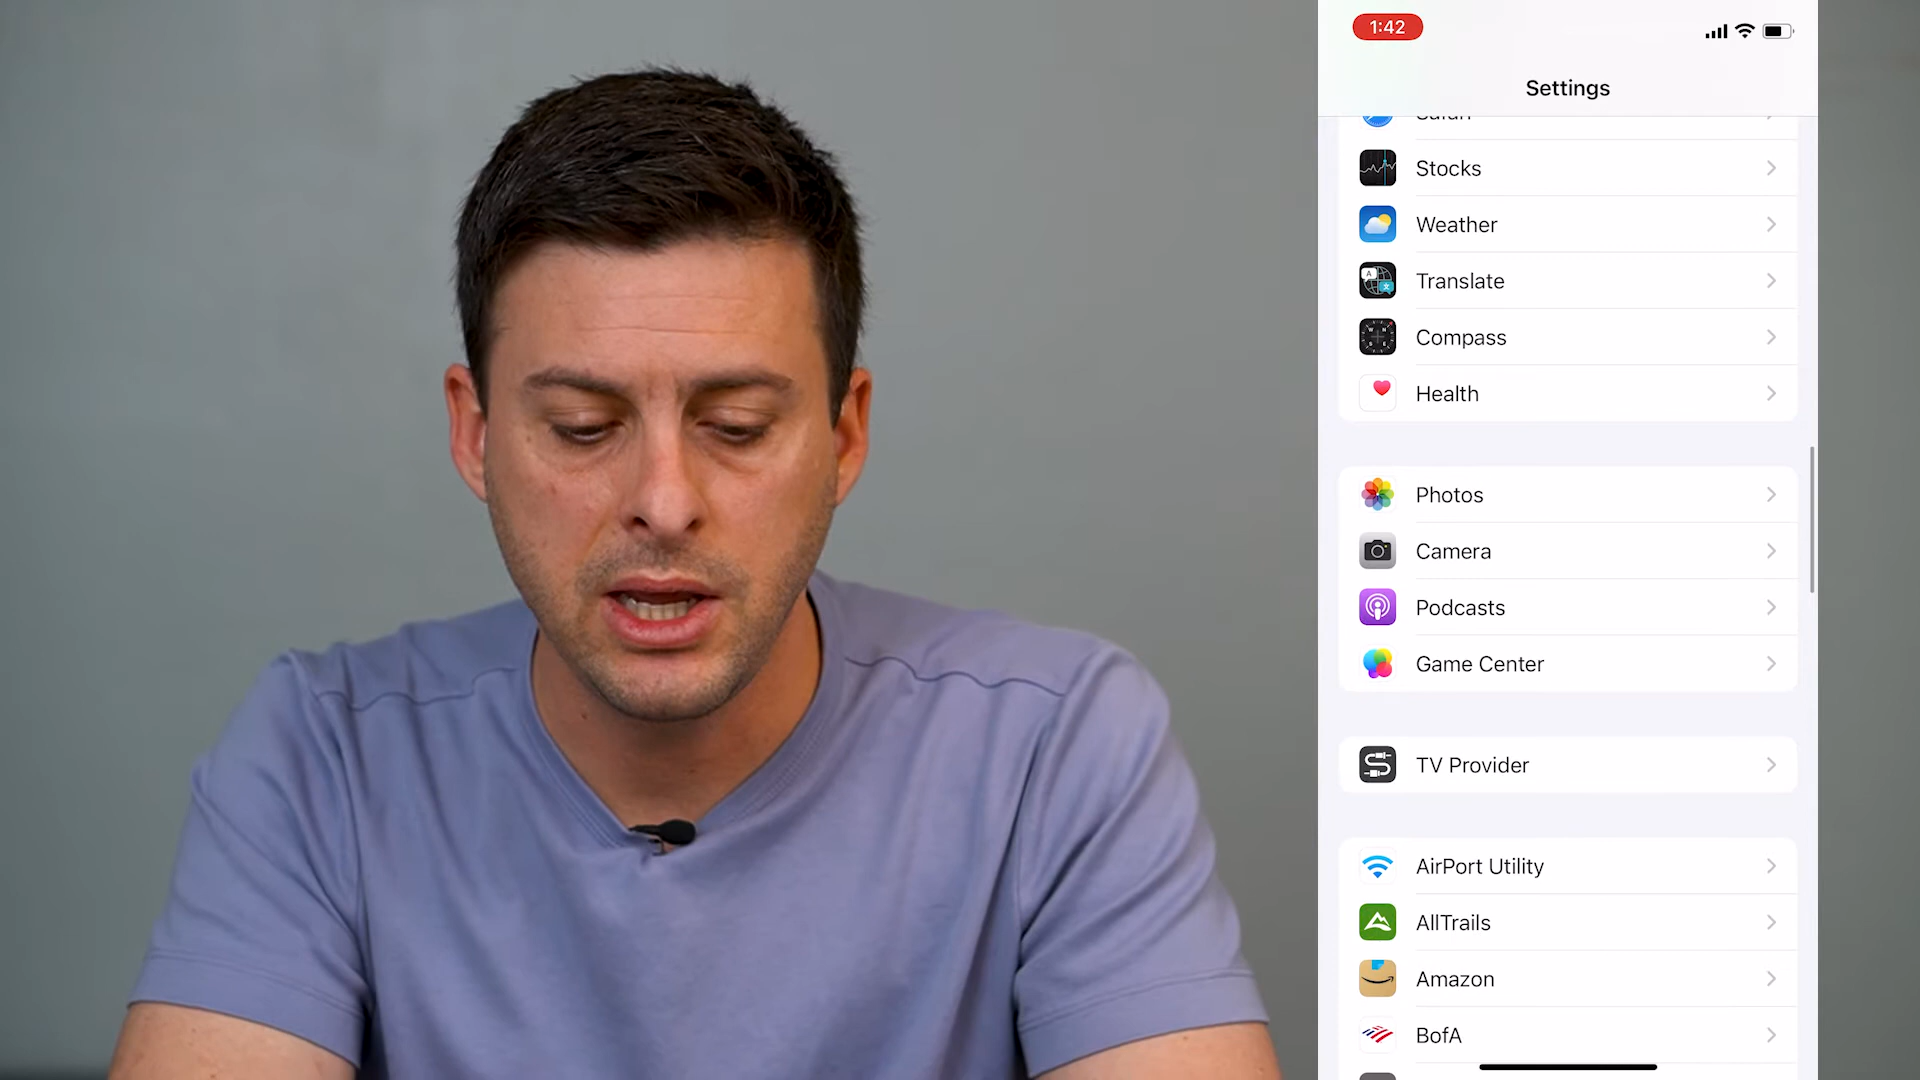 1:42
Settings
Safari
Stocks
Weather
Translate
Compass
Health
Photos
Camera
Podcasts
Game Center
TV Provider
AirPort Utility
AllTrails
Amazon
BofA